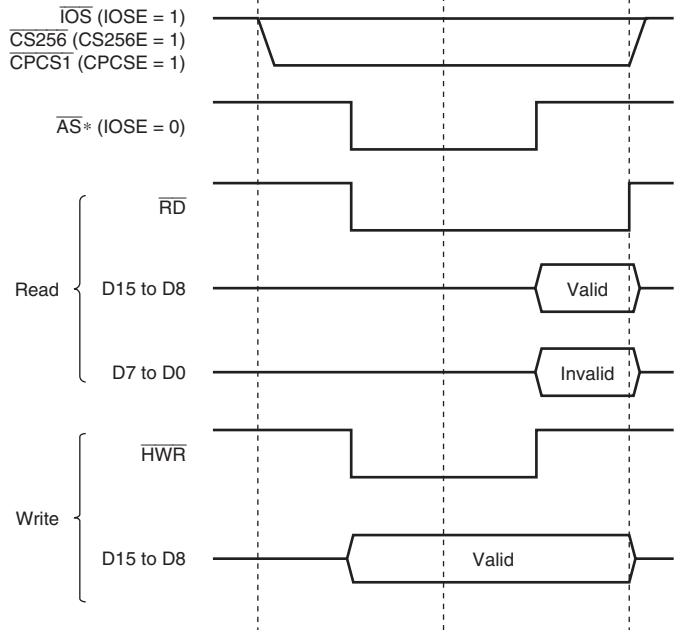 IOS (IOSE = 1)
CS256 (CS256E = 1)
CPCS1 (CPCSE = 1)
AS* (IOSE = 0)
RD
Read
D15 to D8
Valid
D7 to D0
Invalid
HWR
Write
D15 to D8
Valid